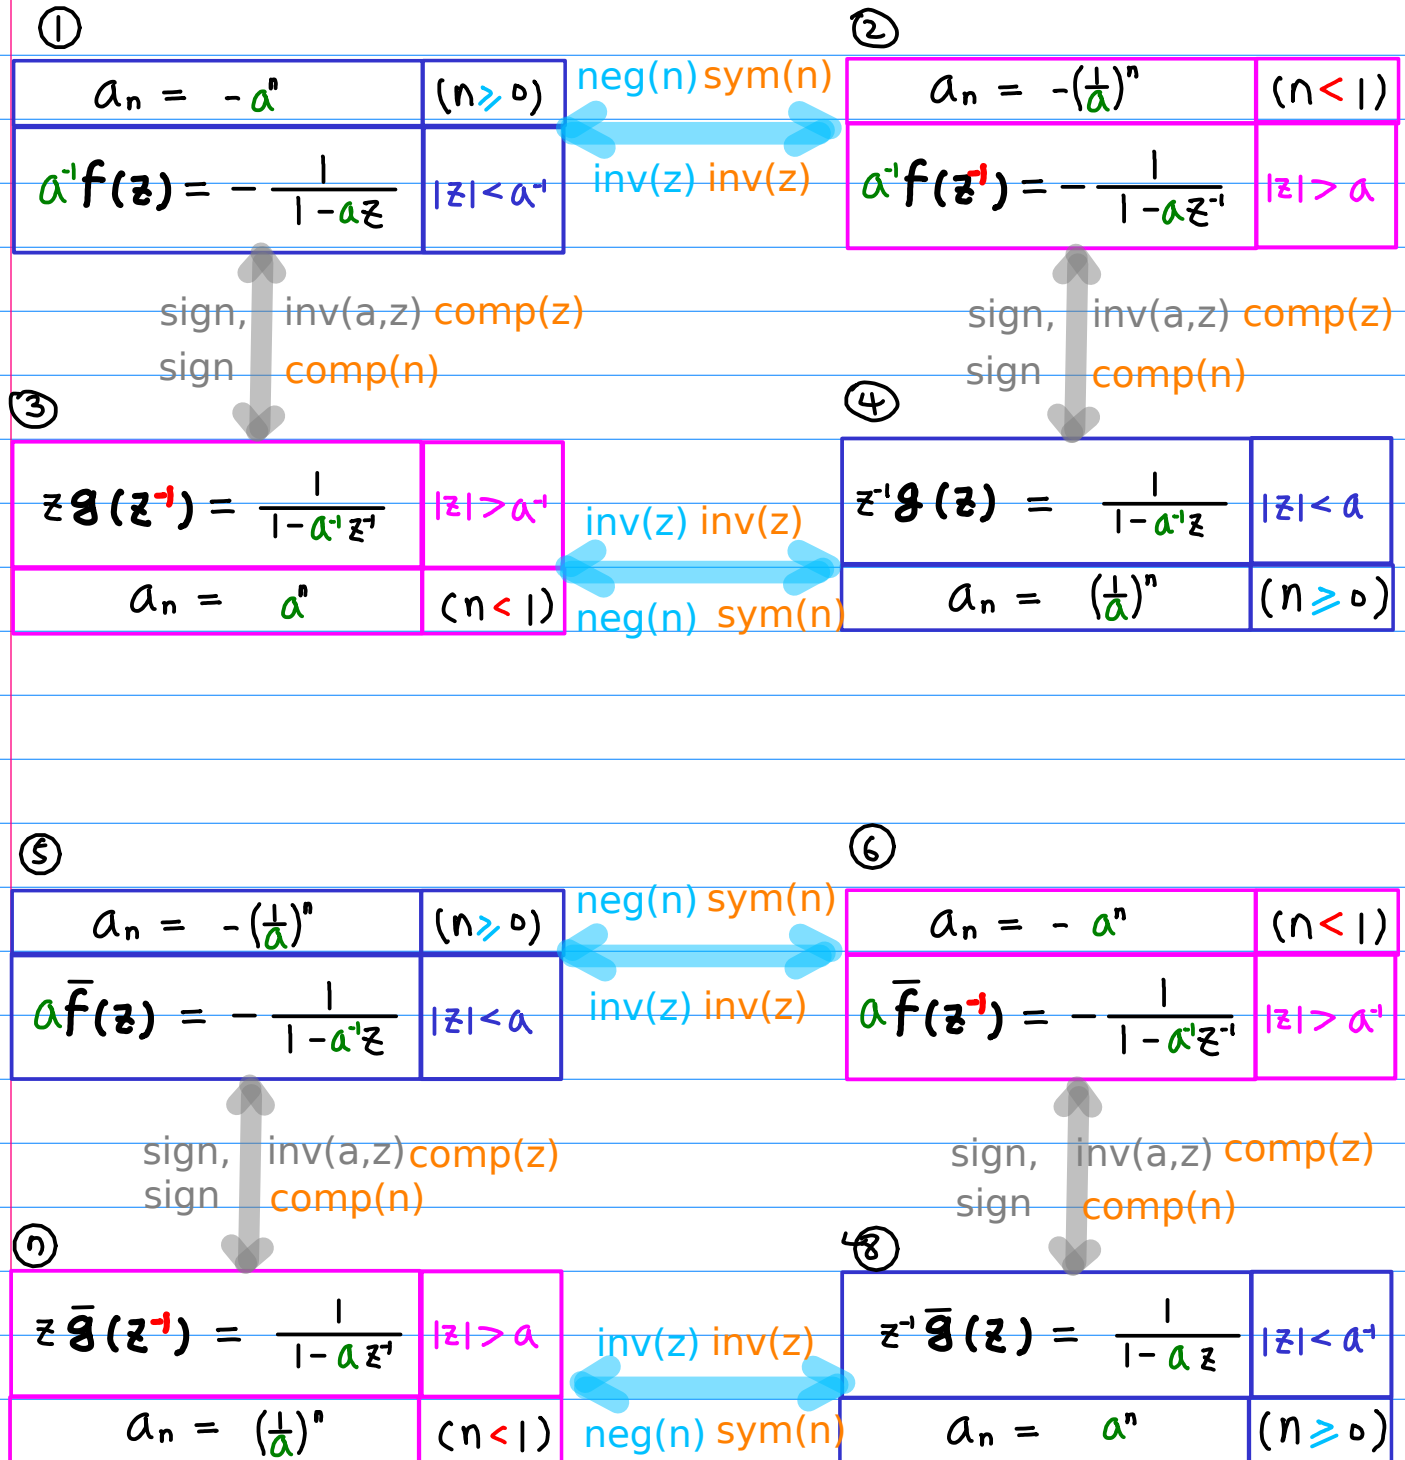 ① ②
aₙ = -aⁿ (n ≥ 0) neg(n) sym(n) aₙ = -(1/a)ⁿ (n < 1)
a⁻¹f(z) = - 1/(1-az) |z| < a⁻¹ inv(z) inv(z) a⁻¹f(z⁻¹) = - 1/(1-az⁻¹) |z| > a
sign, inv(a,z) comp(z) sign, inv(a,z) comp(z)
sign comp(n) sign comp(n)
③ ④
z g(z⁻¹) = 1/(1-a⁻¹z⁻¹) |z| > a⁻¹ inv(z) inv(z) z⁻¹g(z) = 1/(1-a⁻¹z) |z| < a
aₙ = aⁿ (n < 1) neg(n) sym(n) aₙ = (1/a)ⁿ (n ≥ 0)
⑤ ⑥
aₙ = -(1/a)ⁿ (n ≥ 0) neg(n) sym(n) aₙ = - aⁿ (n < 1)
a f̅(z) = - 1/(1-a⁻¹z) |z| < a inv(z) inv(z) a f̅(z⁻¹) = - 1/(1-a⁻¹z⁻¹) |z| > a⁻¹
sign, inv(a,z) comp(z) sign, inv(a,z) comp(z)
sign comp(n) sign comp(n)
⑦ ⑧
z g̅(z⁻¹) = 1/(1-az⁻¹) |z| > a inv(z) inv(z) z⁻¹g̅(z) = 1/(1-az) |z| < a⁻¹
aₙ = (1/a)ⁿ (n < 1) neg(n) sym(n) aₙ = aⁿ (n ≥ 0)